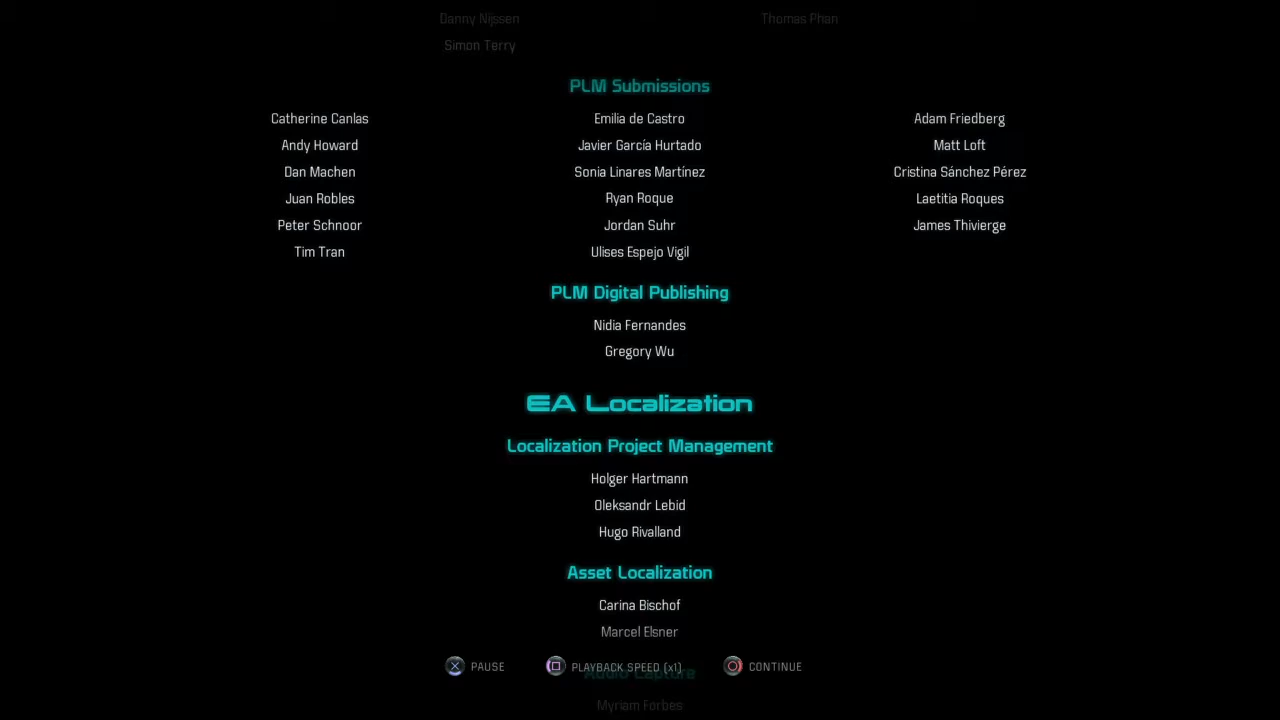 Danny Nijssen Thomas Phan
Simon Terry
PLM Submissions
Catherine Canlas Emilia de Castro Adam Friedberg
Andy Howard Javier García Hurtado Matt Loft
Dan Machen Sonia Linares Martínez Cristina Sánchez Pérez
Juan Robles Ryan Roque Laetitia Roques
Peter Schnoor Jordan Suhr James Thivierge
Tim Tran Ulises Espejo Vigil
PLM Digital Publishing
Nidia Fernandes
Gregory Wu
EA Localization
Localization Project Management
Holger Hartmann
Oleksandr Lebid
Hugo Rivalland
Asset Localization
Carina Bischof
Marcel Elsner
PAUSE PLAYBACK SPEED (x1) CONTINUE
Audio Capture
Myriam Forbes